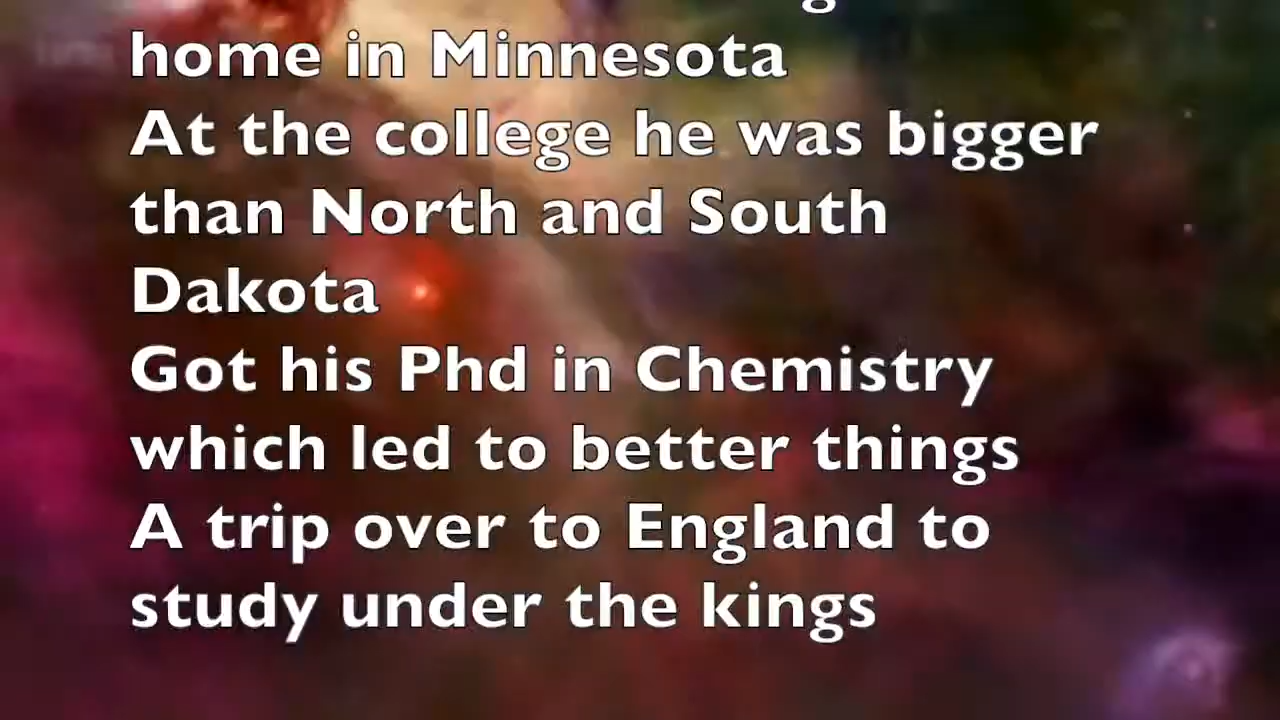 home in Minnesota
At the college he was bigger
than North and South
Dakota
Got his Phd in Chemistry
which led to better things
A trip over to England to
study under the kings